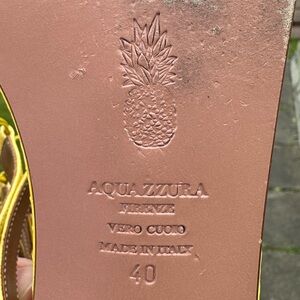 AQUAZZURA
FIRENZE
VERO CUOIO
MADE IN ITALY
40